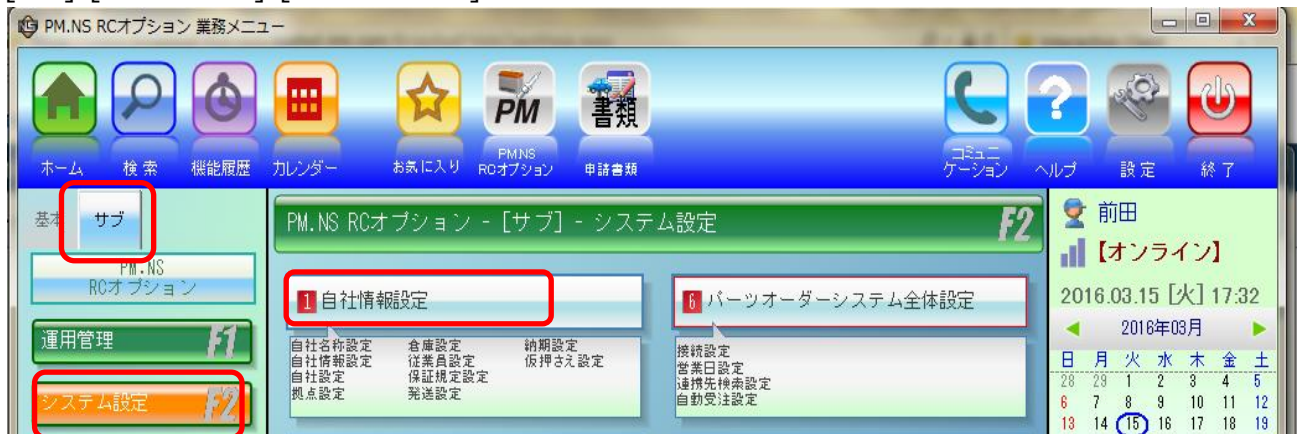 PM.NS RCオプション 業務メニュー
ホーム 検索 機能履歴 カレンダー お気に入り PM PM.NS RCオプション 書類 申請書類 コミュニケーション ? ヘルプ 設定 終了
基本 サブ
PM.NS
RCオプション
運用管理 F1
システム設定 F2
PM.NS RCオプション - [サブ] - システム設定 F2
1 自社情報設定
自社名称設定 倉庫設定 納期設定
自社情報設定 従業員設定 仮押さえ設定
自社設定 保証規定設定
拠点設定 発送設定
6 パーツオーダーシステム全体設定
接続設定
営業日設定
連携先検索設定
自動受注設定
前田
【オンライン】
2016.03.15 [火] 17:32
2016年03月
日 月 火 水 木 金 土
28 29 1 2 3 4 5
6 7 8 9 10 11 12
13 14 15 16 17 18 19